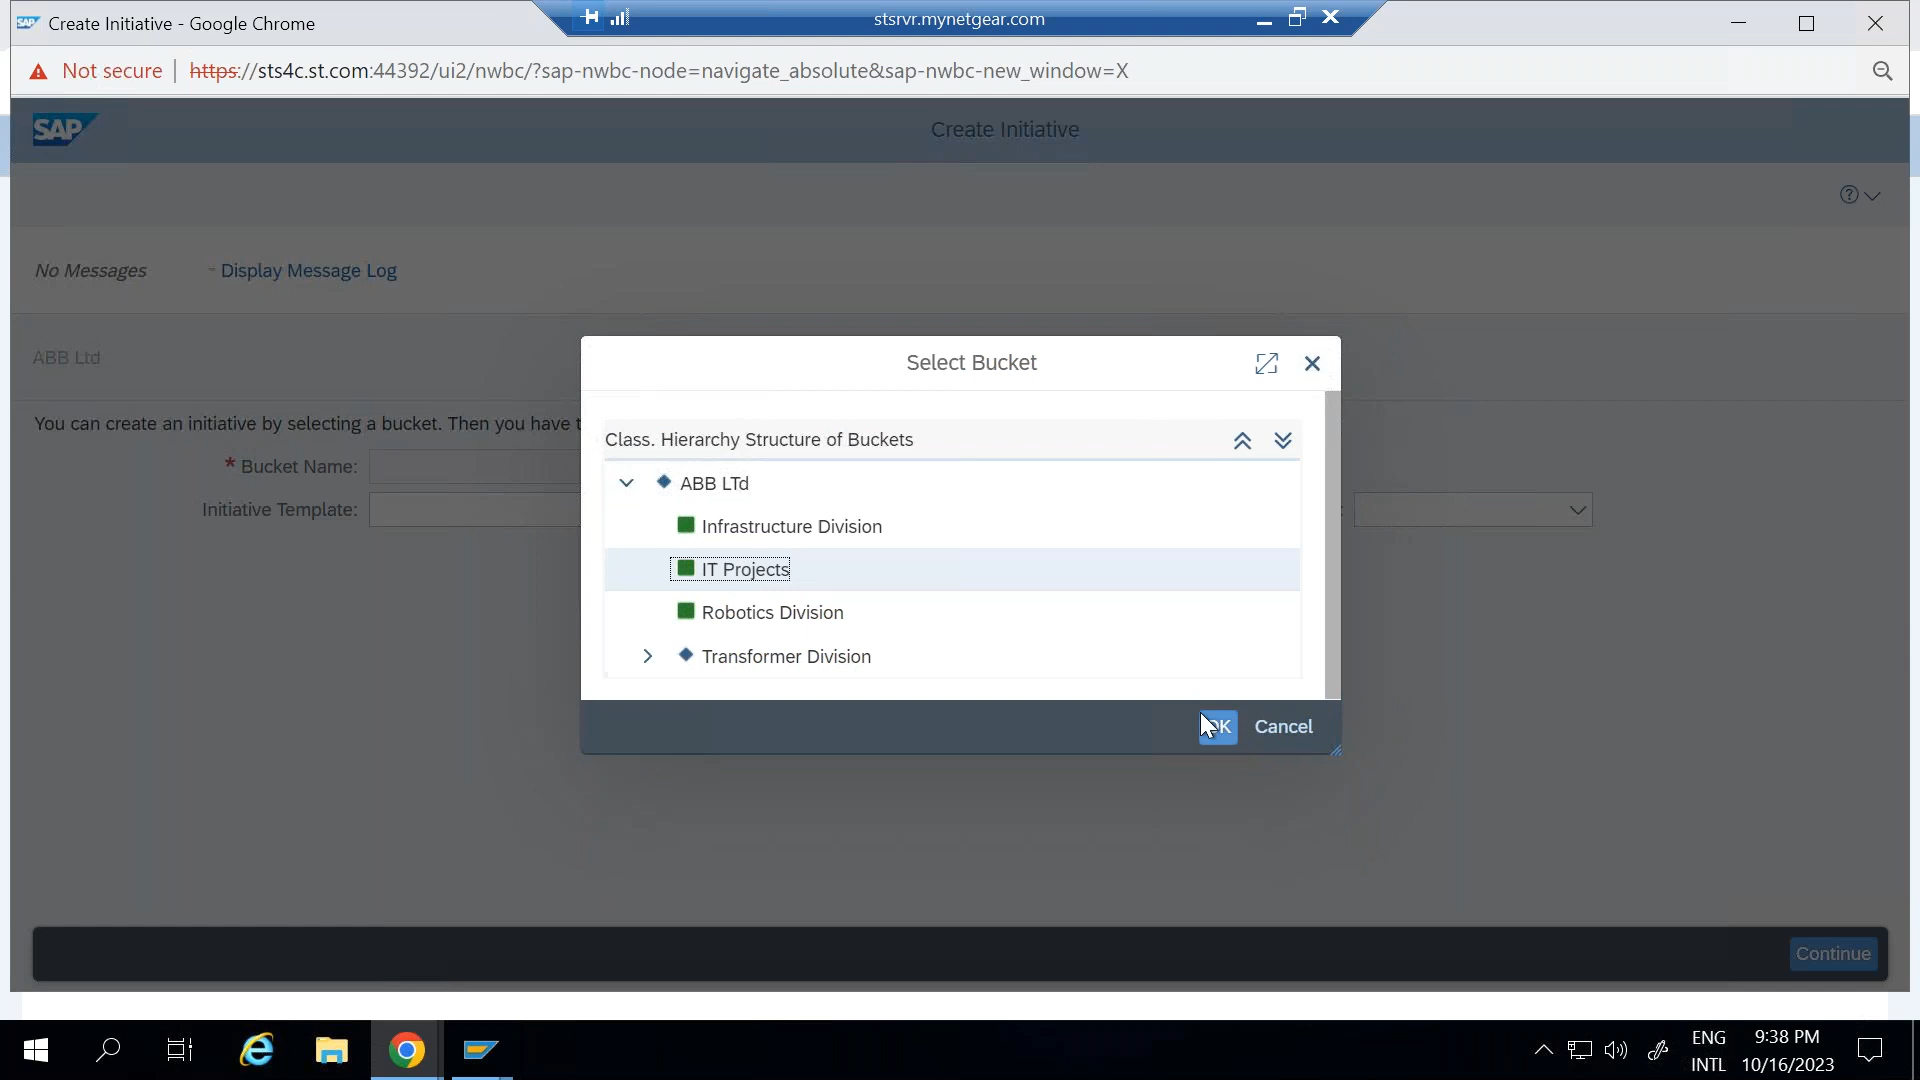 Create Initiative - Google Chrome
stsrvr.mynetgear.com
Not secure | https://sts4c.st.com:44392/ui2/nwbc/?sap-nwbc-node=navigate_absolute&sap-nwbc-new_window=X
SAP
Create Initiative
No Messages
Display Message Log
ABB Ltd
Select Bucket
You can create an initiative by selecting a bucket. Then you have
* Bucket Name:
Initiative Template:
Class. Hierarchy Structure of Buckets
ABB LTd
Infrastructure Division
IT Projects
Robotics Division
Transformer Division
OK
Cancel
Continue
ENG
INTL
9:38 PM
10/16/2023